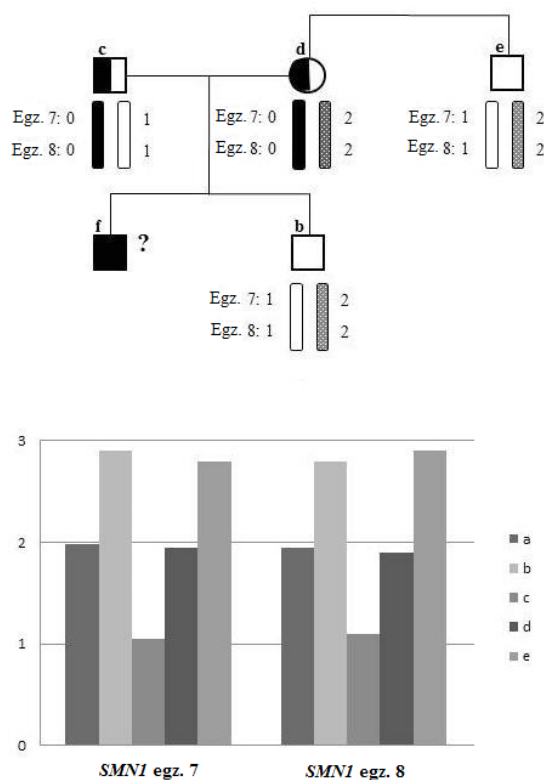 c
d
e
Egz. 7: 0 1
Egz. 8: 0 1
Egz. 7: 0 2
Egz. 8: 0 2
Egz. 7: 1 2
Egz. 8: 1 2
f ?
b
Egz. 7: 1 2
Egz. 8: 1 2
3
2
1
0
SMN1 egz. 7
SMN1 egz. 8
a
b
c
d
e